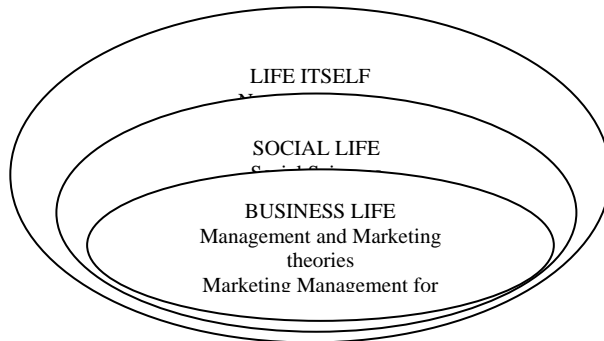 LIFE ITSELF
SOCIAL LIFE
BUSINESS LIFE
Management and Marketing
theories
Marketing Management for